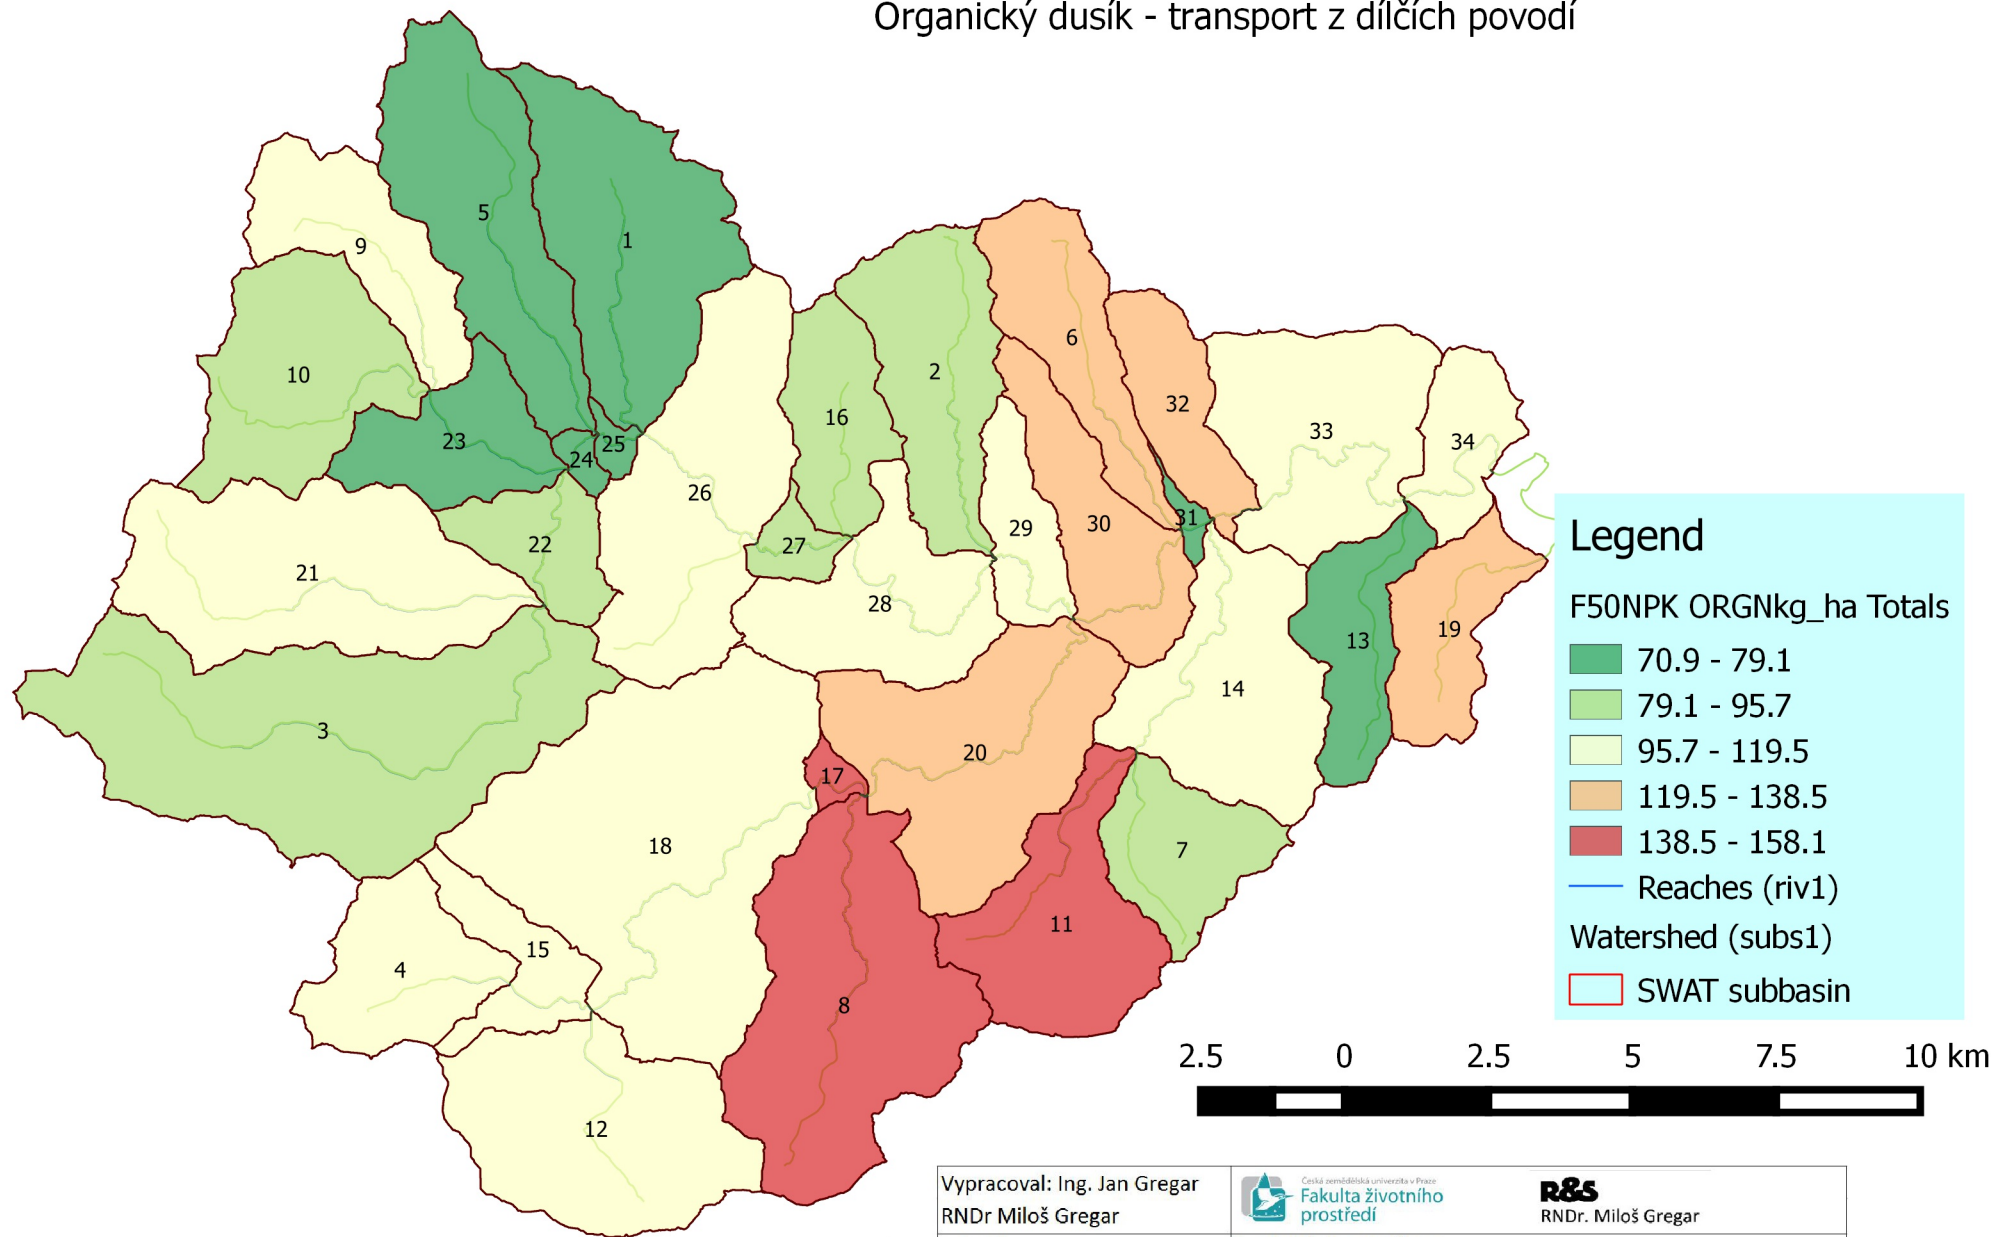 Organický dusík - transport z dílčích povodí
5
1
9
10
2
6
16
32
33
34
23
25
24
26
29
30
31
27
22
21
28
13
19
3
14
20
17
18
7
11
15
4
8
12
Legend
F50NPK ORGNkg_ha Totals
70.9 - 79.1
79.1 - 95.7
95.7 - 119.5
119.5 - 138.5
138.5 - 158.1
Reaches (riv1)
Watershed (subs1)
SWAT subbasin
2.5 0 2.5 5 7.5 10 km
Vypracoval: Ing. Jan Gregar
RNDr Miloš Gregar
Česká zemědělská univerzita v Praze
Fakulta životního
prostředí
R&S
RNDr. Miloš Gregar